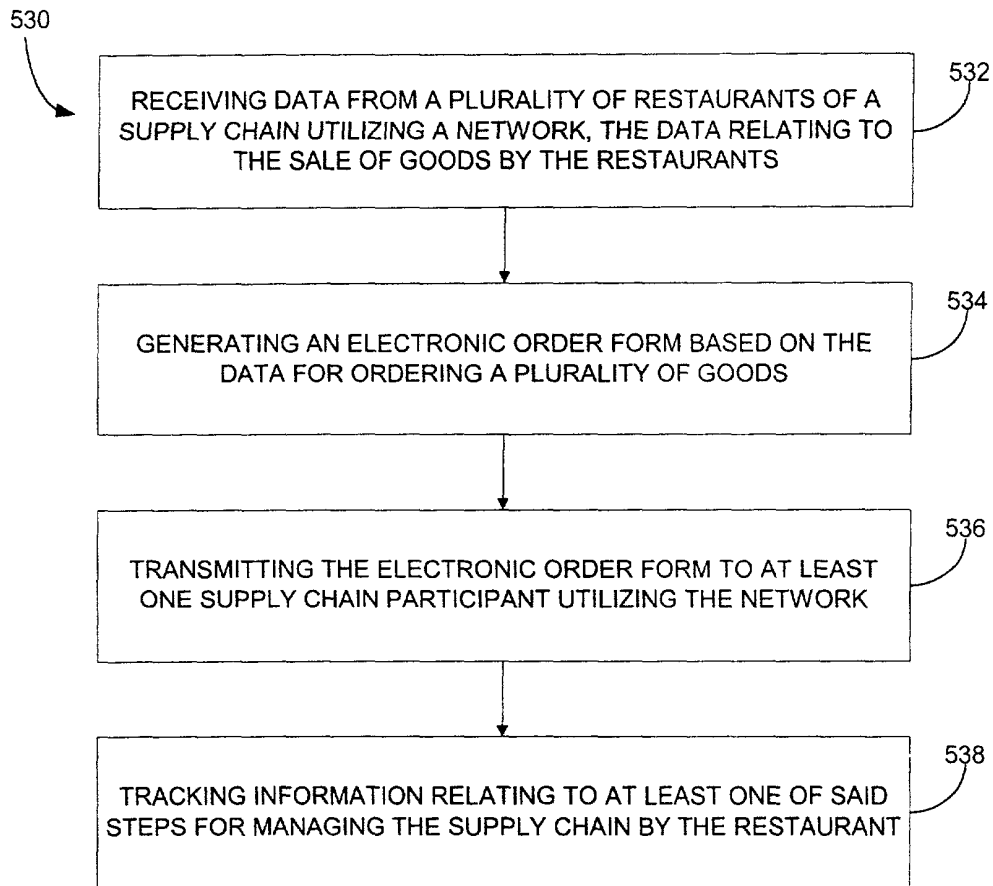 530
532
RECEIVING DATA FROM A PLURALITY OF RESTAURANTS OF A
SUPPLY CHAIN UTILIZING A NETWORK, THE DATA RELATING TO
THE SALE OF GOODS BY THE RESTAURANTS
534
GENERATING AN ELECTRONIC ORDER FORM BASED ON THE
DATA FOR ORDERING A PLURALITY OF GOODS
536
TRANSMITTING THE ELECTRONIC ORDER FORM TO AT LEAST
ONE SUPPLY CHAIN PARTICIPANT UTILIZING THE NETWORK
538
TRACKING INFORMATION RELATING TO AT LEAST ONE OF SAID
STEPS FOR MANAGING THE SUPPLY CHAIN BY THE RESTAURANT